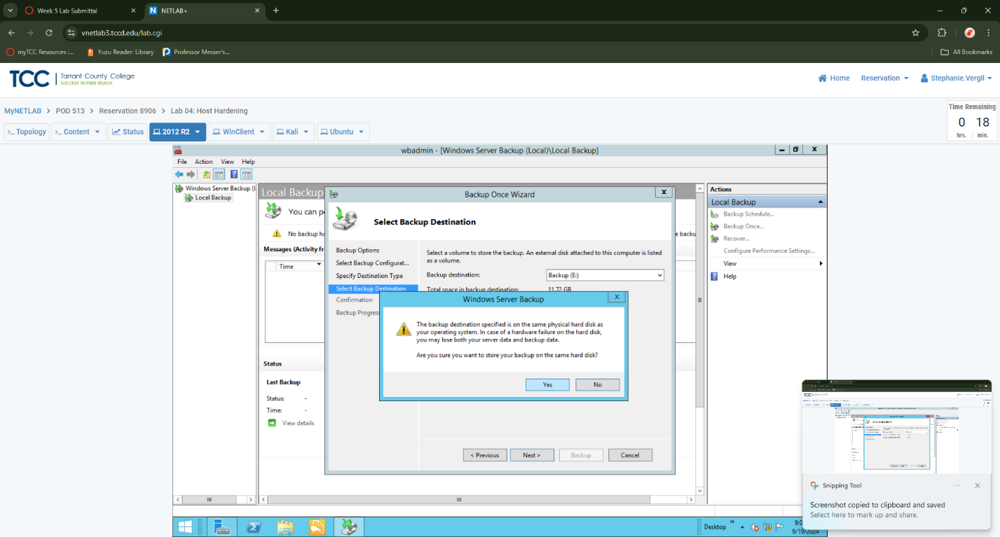 Week 5 Lab Submittal
NETLAB+
vnetlab3.tccd.edu/lab.cgi
myTCC Resources :...
Yuzu Reader: Library
Professor Messer's...
All Bookmarks
TCC
Tarrant County College
SUCCESS WITHIN REACH.
Home
Reservation
Stephanie.Vergil
MyNETLAB > POD 513 > Reservation 8906 > Lab 04: Host Hardening
Time Remaining
0 18
hrs. min.
>_ Topology
>_ Content
Status
2012 R2
WinClient
Kali
Ubuntu
wbadmin - [Windows Server Backup (Local)\Local Backup]
File Action View Help
Windows Server Backup (L
Local Backup
Local Backup
You can pe
No backup ha
e backu
Messages (Activity fro
Time
Status
Last Backup
Status: -
Time: -
View details
Backup Once Wizard
Select Backup Destination
Backup Options
Select Backup Configurat...
Specify Destination Type
Select Backup Destination
Confirmation
Backup Progress
Select a volume to store the backup. An external disk attached to this computer is listed
as a volume.
Backup destination: Backup (E:)
Total space in backup destination: 11.72 GB
Windows Server Backup
The backup destination specified is on the same physical hard disk as
your operating system. In case of a hardware failure on the hard disk,
you may lose both your server data and backup data.
Are you sure you want to store your backup on the same hard disk?
Yes No
< Previous Next > Backup Cancel
Actions
Local Backup
Backup Schedule...
Backup Once...
Recover...
Configure Performance Settings...
View
Help
Snipping Tool
Screenshot copied to clipboard and saved
Select here to mark up and share.
Desktop
9:0
9/19/2024